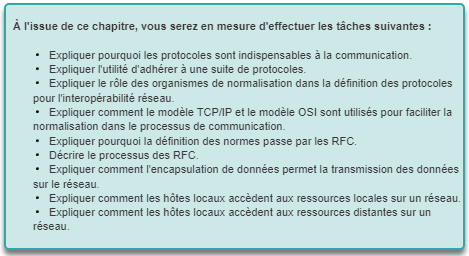 À l'issue de ce chapitre, vous serez en mesure d'effectuer les tâches suivantes :
• Expliquer pourquoi les protocoles sont indispensables à la communication.
• Expliquer l'utilité d'adhérer à une suite de protocoles.
• Expliquer le rôle des organismes de normalisation dans la définition des protocoles
pour l'interopérabilité réseau.
• Expliquer comment le modèle TCP/IP et le modèle OSI sont utilisés pour faciliter la
normalisation dans le processus de communication.
• Expliquer pourquoi la définition des normes passe par les RFC.
• Décrire le processus des RFC.
• Expliquer comment l'encapsulation de données permet la transmission des données
sur le réseau.
• Expliquer comment les hôtes locaux accèdent aux ressources locales sur un réseau.
• Expliquer comment les hôtes locaux accèdent aux ressources distantes sur un
réseau.